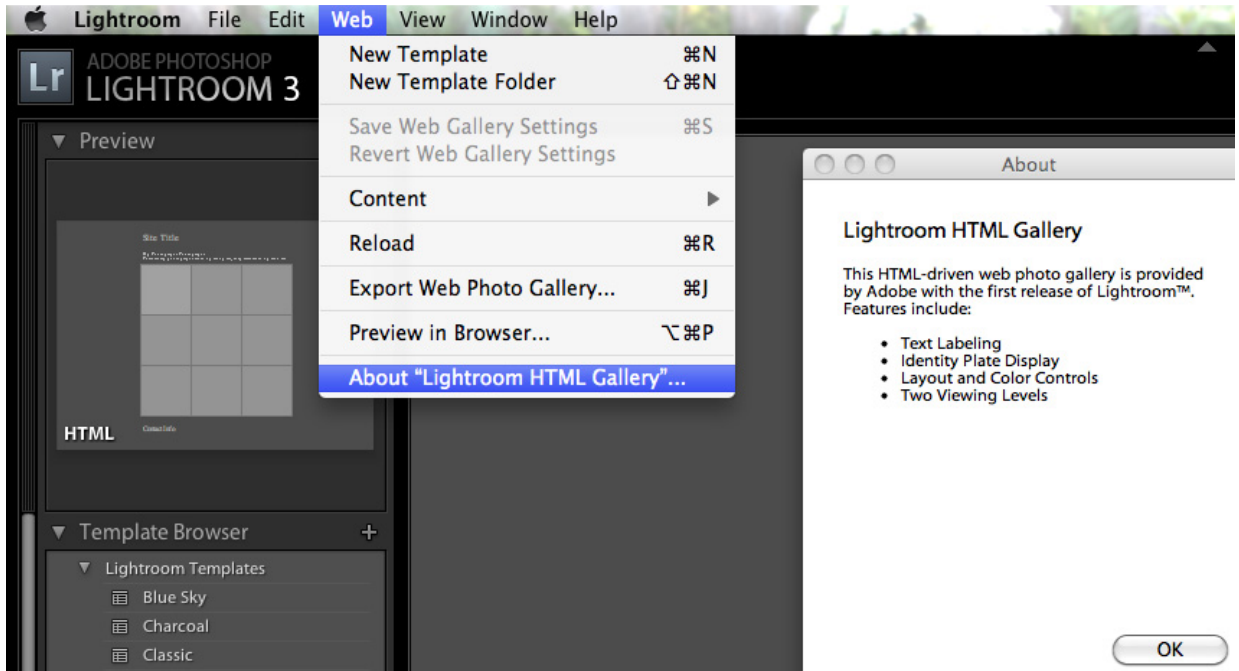 Lightroom File Edit Web View Window Help
Lr
ADOBE PHOTOSHOP
LIGHTROOM 3
New Template ⌘N
New Template Folder ⇧⌘N
Save Web Gallery Settings ⌘S
Revert Web Gallery Settings
Content
Reload ⌘R
Export Web Photo Gallery... ⌘J
Preview in Browser... ⌥⌘P
About “Lightroom HTML Gallery”...
Preview
Site Title
Contact Info
HTML
Template Browser +
Lightroom Templates
Blue Sky
Charcoal
Classic
About
Lightroom HTML Gallery
This HTML-driven web photo gallery is provided
by Adobe with the first release of Lightroom™.
Features include:
• Text Labeling
• Identity Plate Display
• Layout and Color Controls
• Two Viewing Levels
OK